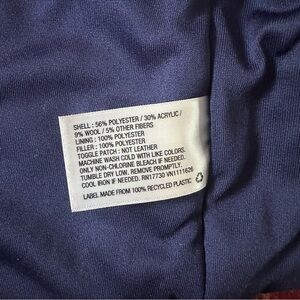 SHELL : 56% POLYESTER / 30% ACRYLIC /
9% WOOL / 5% OTHER FIBERS
LINING : 100% POLYESTER
FILLER : 100% POLYESTER
TOGGLE PATCH : NOT LEATHER
MACHINE WASH COLD WITH LIKE COLORS.
ONLY NON-CHLORINE BLEACH IF NEEDED.
TUMBLE DRY LOW. REMOVE PROMPTLY.
COOL IRON IF NEEDED. RN17730 VN1111626
LABEL MADE FROM 100% RECYCLED PLASTIC